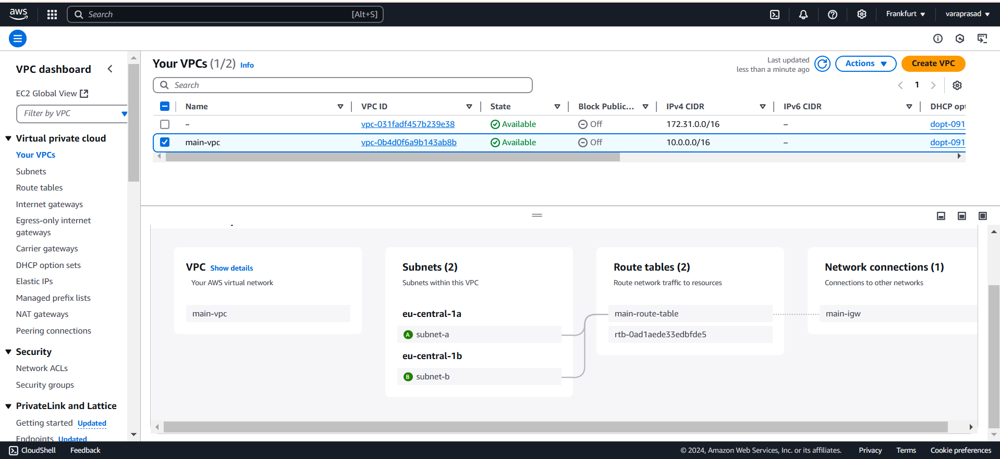 aws
Search [Alt+S]
Frankfurt
varaprasad
VPC dashboard
EC2 Global View
Filter by VPC
Virtual private cloud
Your VPCs
Subnets
Route tables
Internet gateways
Egress-only internet
gateways
Carrier gateways
DHCP option sets
Elastic IPs
Managed prefix lists
NAT gateways
Peering connections
Security
Network ACLs
Security groups
PrivateLink and Lattice
Getting started Updated
Endpoints Updated
Your VPCs (1/2) Info
Last updated
less than a minute ago
Actions
Create VPC
Search
1
Name VPC ID State Block Public... IPv4 CIDR IPv6 CIDR DHCP opt
– vpc-031fadf457b239e38 Available Off 172.31.0.0/16 – dopt-091
main-vpc vpc-0b4d0f6a9b143ab8b Available Off 10.0.0.0/16 – dopt-091
VPC Show details
Your AWS virtual network
main-vpc
Subnets (2)
Subnets within this VPC
eu-central-1a
A subnet-a
eu-central-1b
B subnet-b
Route tables (2)
Route network traffic to resources
main-route-table
rtb-0ad1aede33edbfde5
Network connections (1)
Connections to other networks
main-igw
CloudShell Feedback © 2024, Amazon Web Services, Inc. or its affiliates. Privacy Terms Cookie preferences